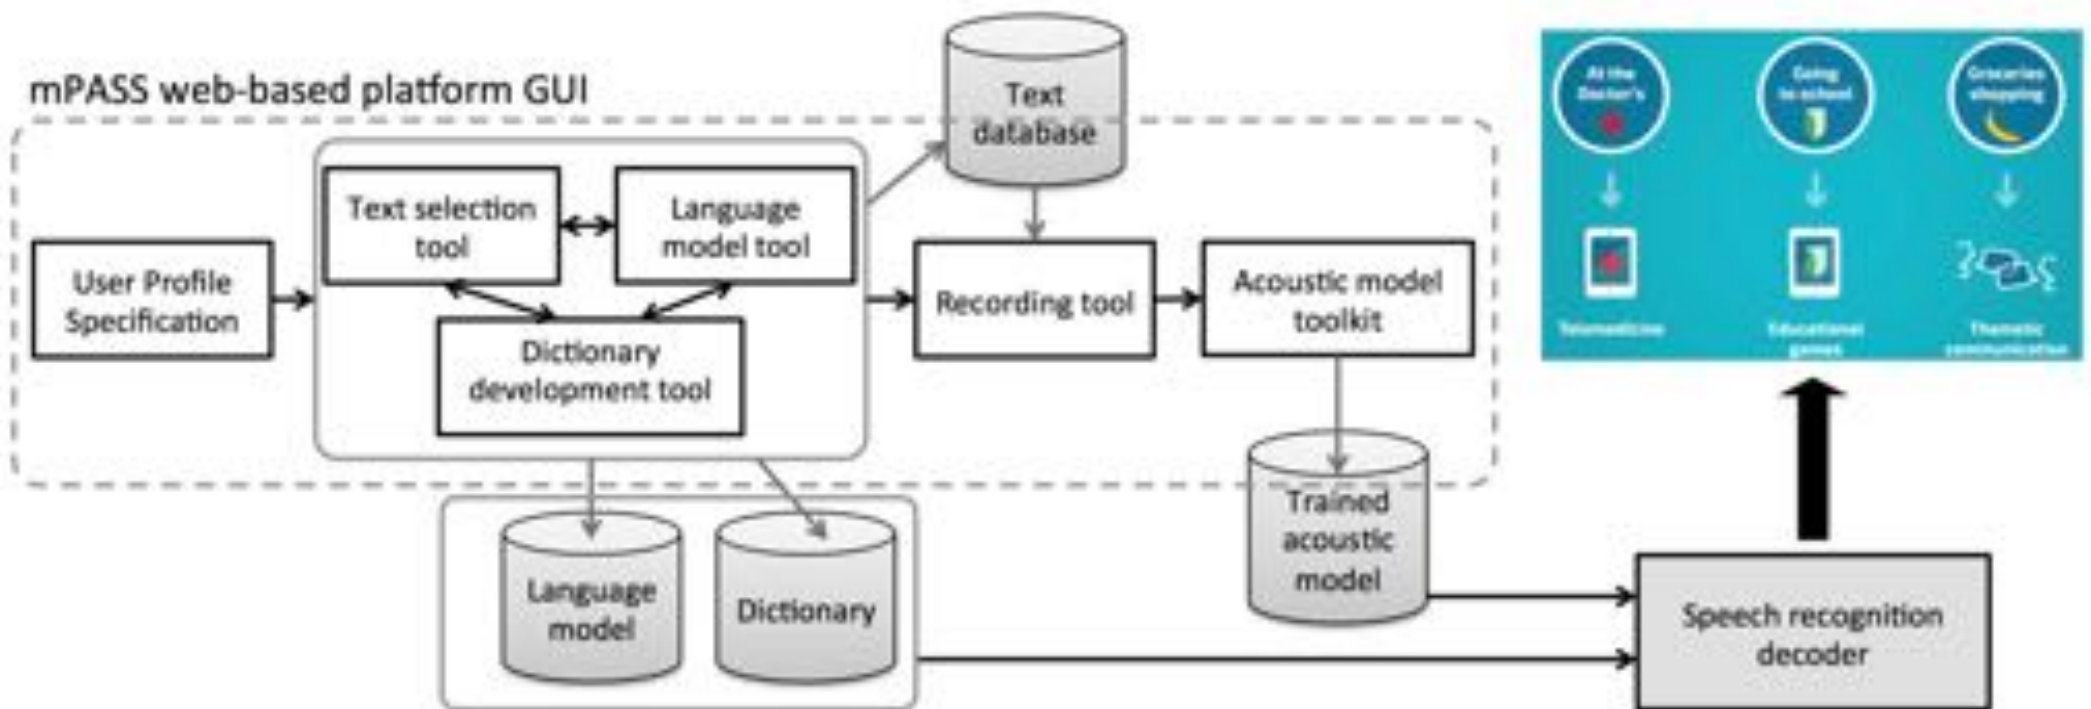 mPASS web-based platform GUI
Text
database
At the
Doctor's
Going
to school
Groceries
shopping
Text selection
tool
Language
model tool
User Profile
Specification
Dictionary
development tool
Recording tool
Acoustic model
toolkit
Telemedicine
Educational
games
Thematic
communication
Language
model
Dictionary
Trained
acoustic
model
Speech recognition
decoder